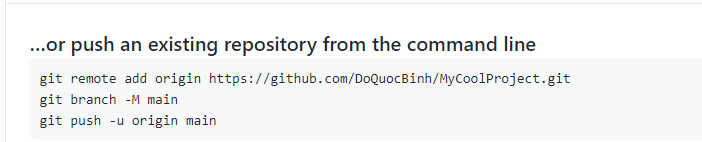 ...or push an existing repository from the command line
git remote add origin https://github.com/DoQuocBinh/MyCoolProject.git
git branch -M main
git push -u origin main